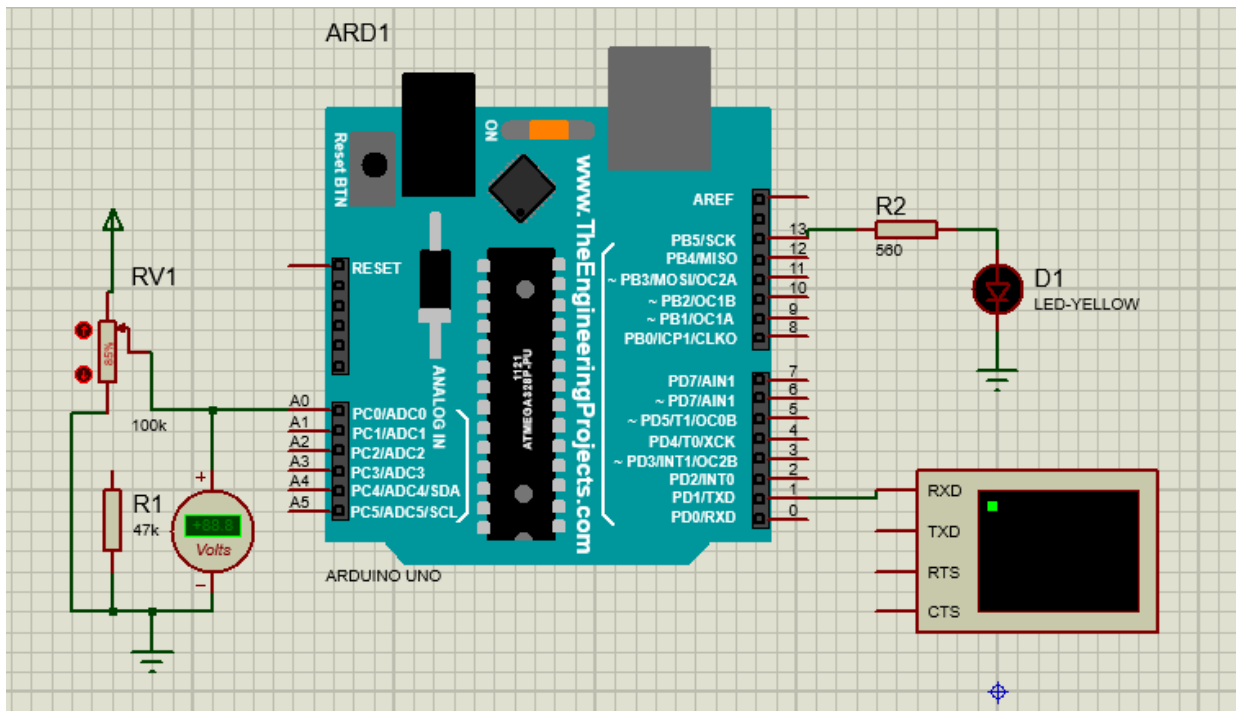 ARD1
Reset BTN
ON
www.TheEngineeringProjects.com
RESET
ANALOG IN
1121
ATMEGA328P-PU
AREF
PB5/SCK
13
PB4/MISO
12
~ PB3/MOSI/OC2A
11
~ PB2/OC1B
10
~ PB1/OC1A
9
PB0/ICP1/CLKO
8
PD7/AIN1
7
~ PD7/AIN1
6
~ PD5/T1/OC0B
5
PD4/T0/XCK
4
~ PD3/INT1/OC2B
3
PD2/INT0
2
PD1/TXD
1
PD0/RXD
0
A0
PC0/ADC0
A1
PC1/ADC1
A2
PC2/ADC2
A3
PC3/ADC3
A4
PC4/ADC4/SDA
A5
PC5/ADC5/SCL
ARDUINO UNO
RV1
85%
100k
R1
47k
+
+88.8
Volts
−
R2
560
D1
LED-YELLOW
RXD
TXD
RTS
CTS